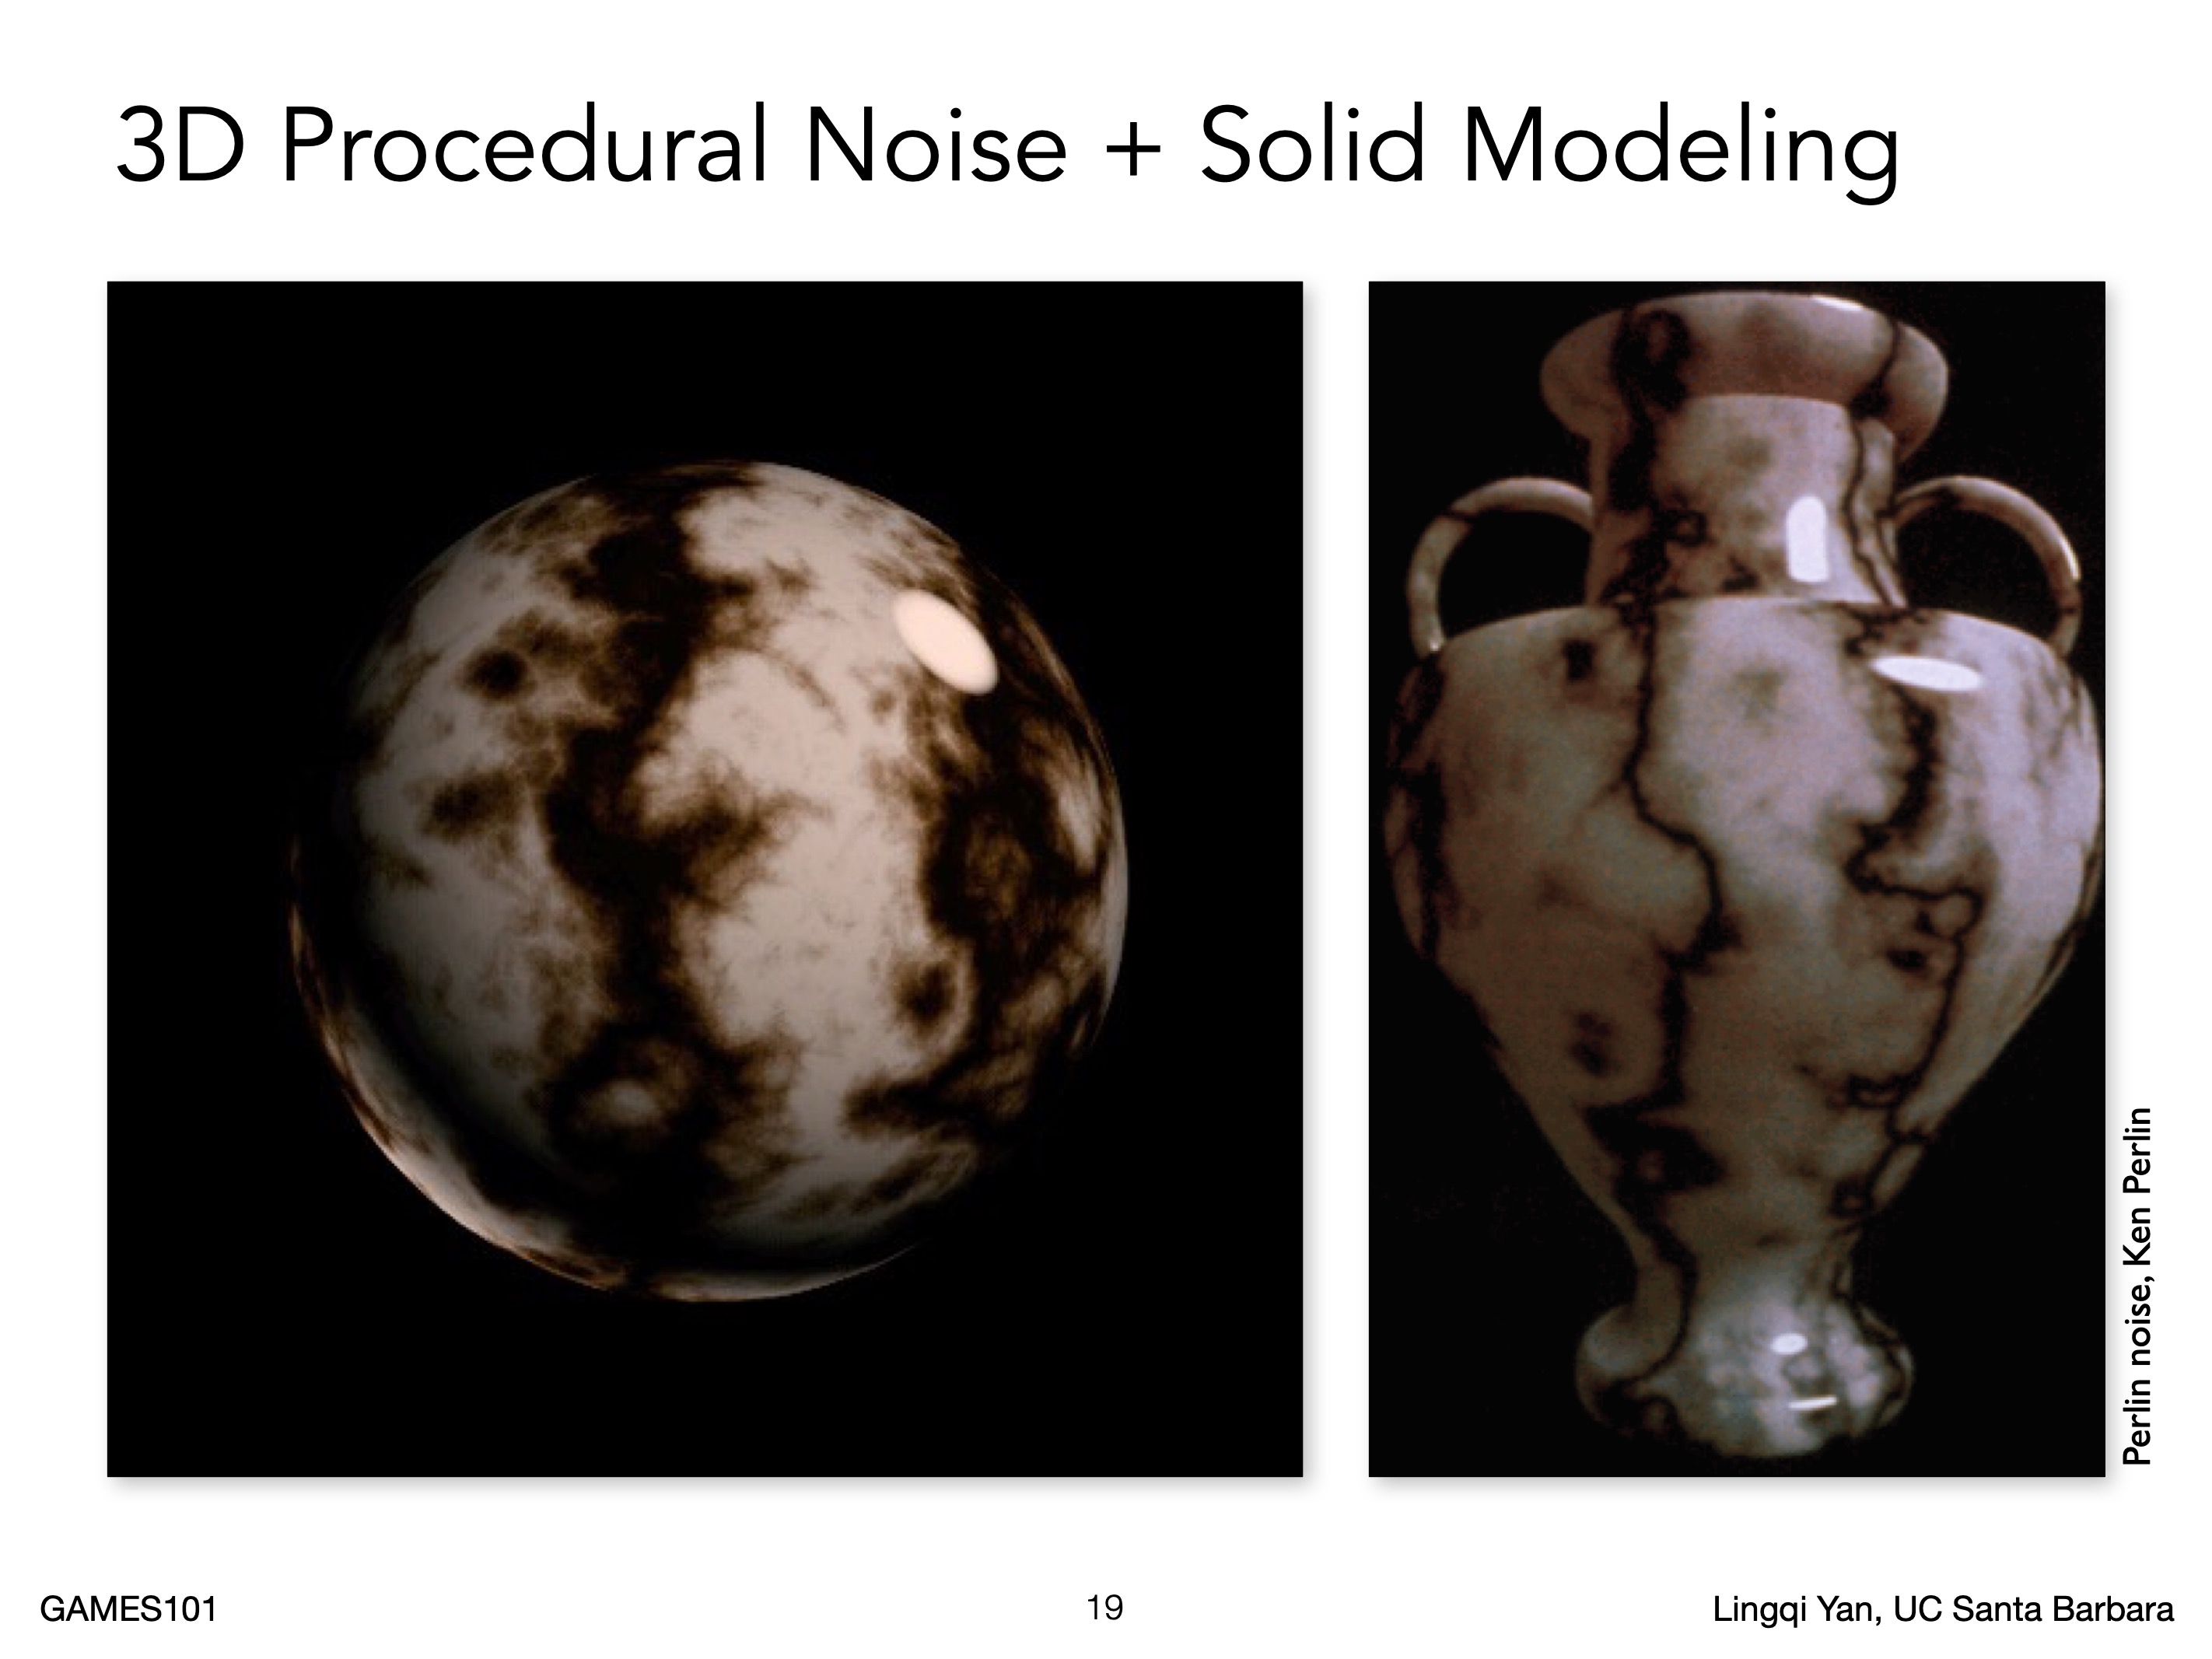 3D Procedural Noise + Solid Modeling
Perlin noise, Ken Perlin
GAMES101
19
Lingqi Yan, UC Santa Barbara